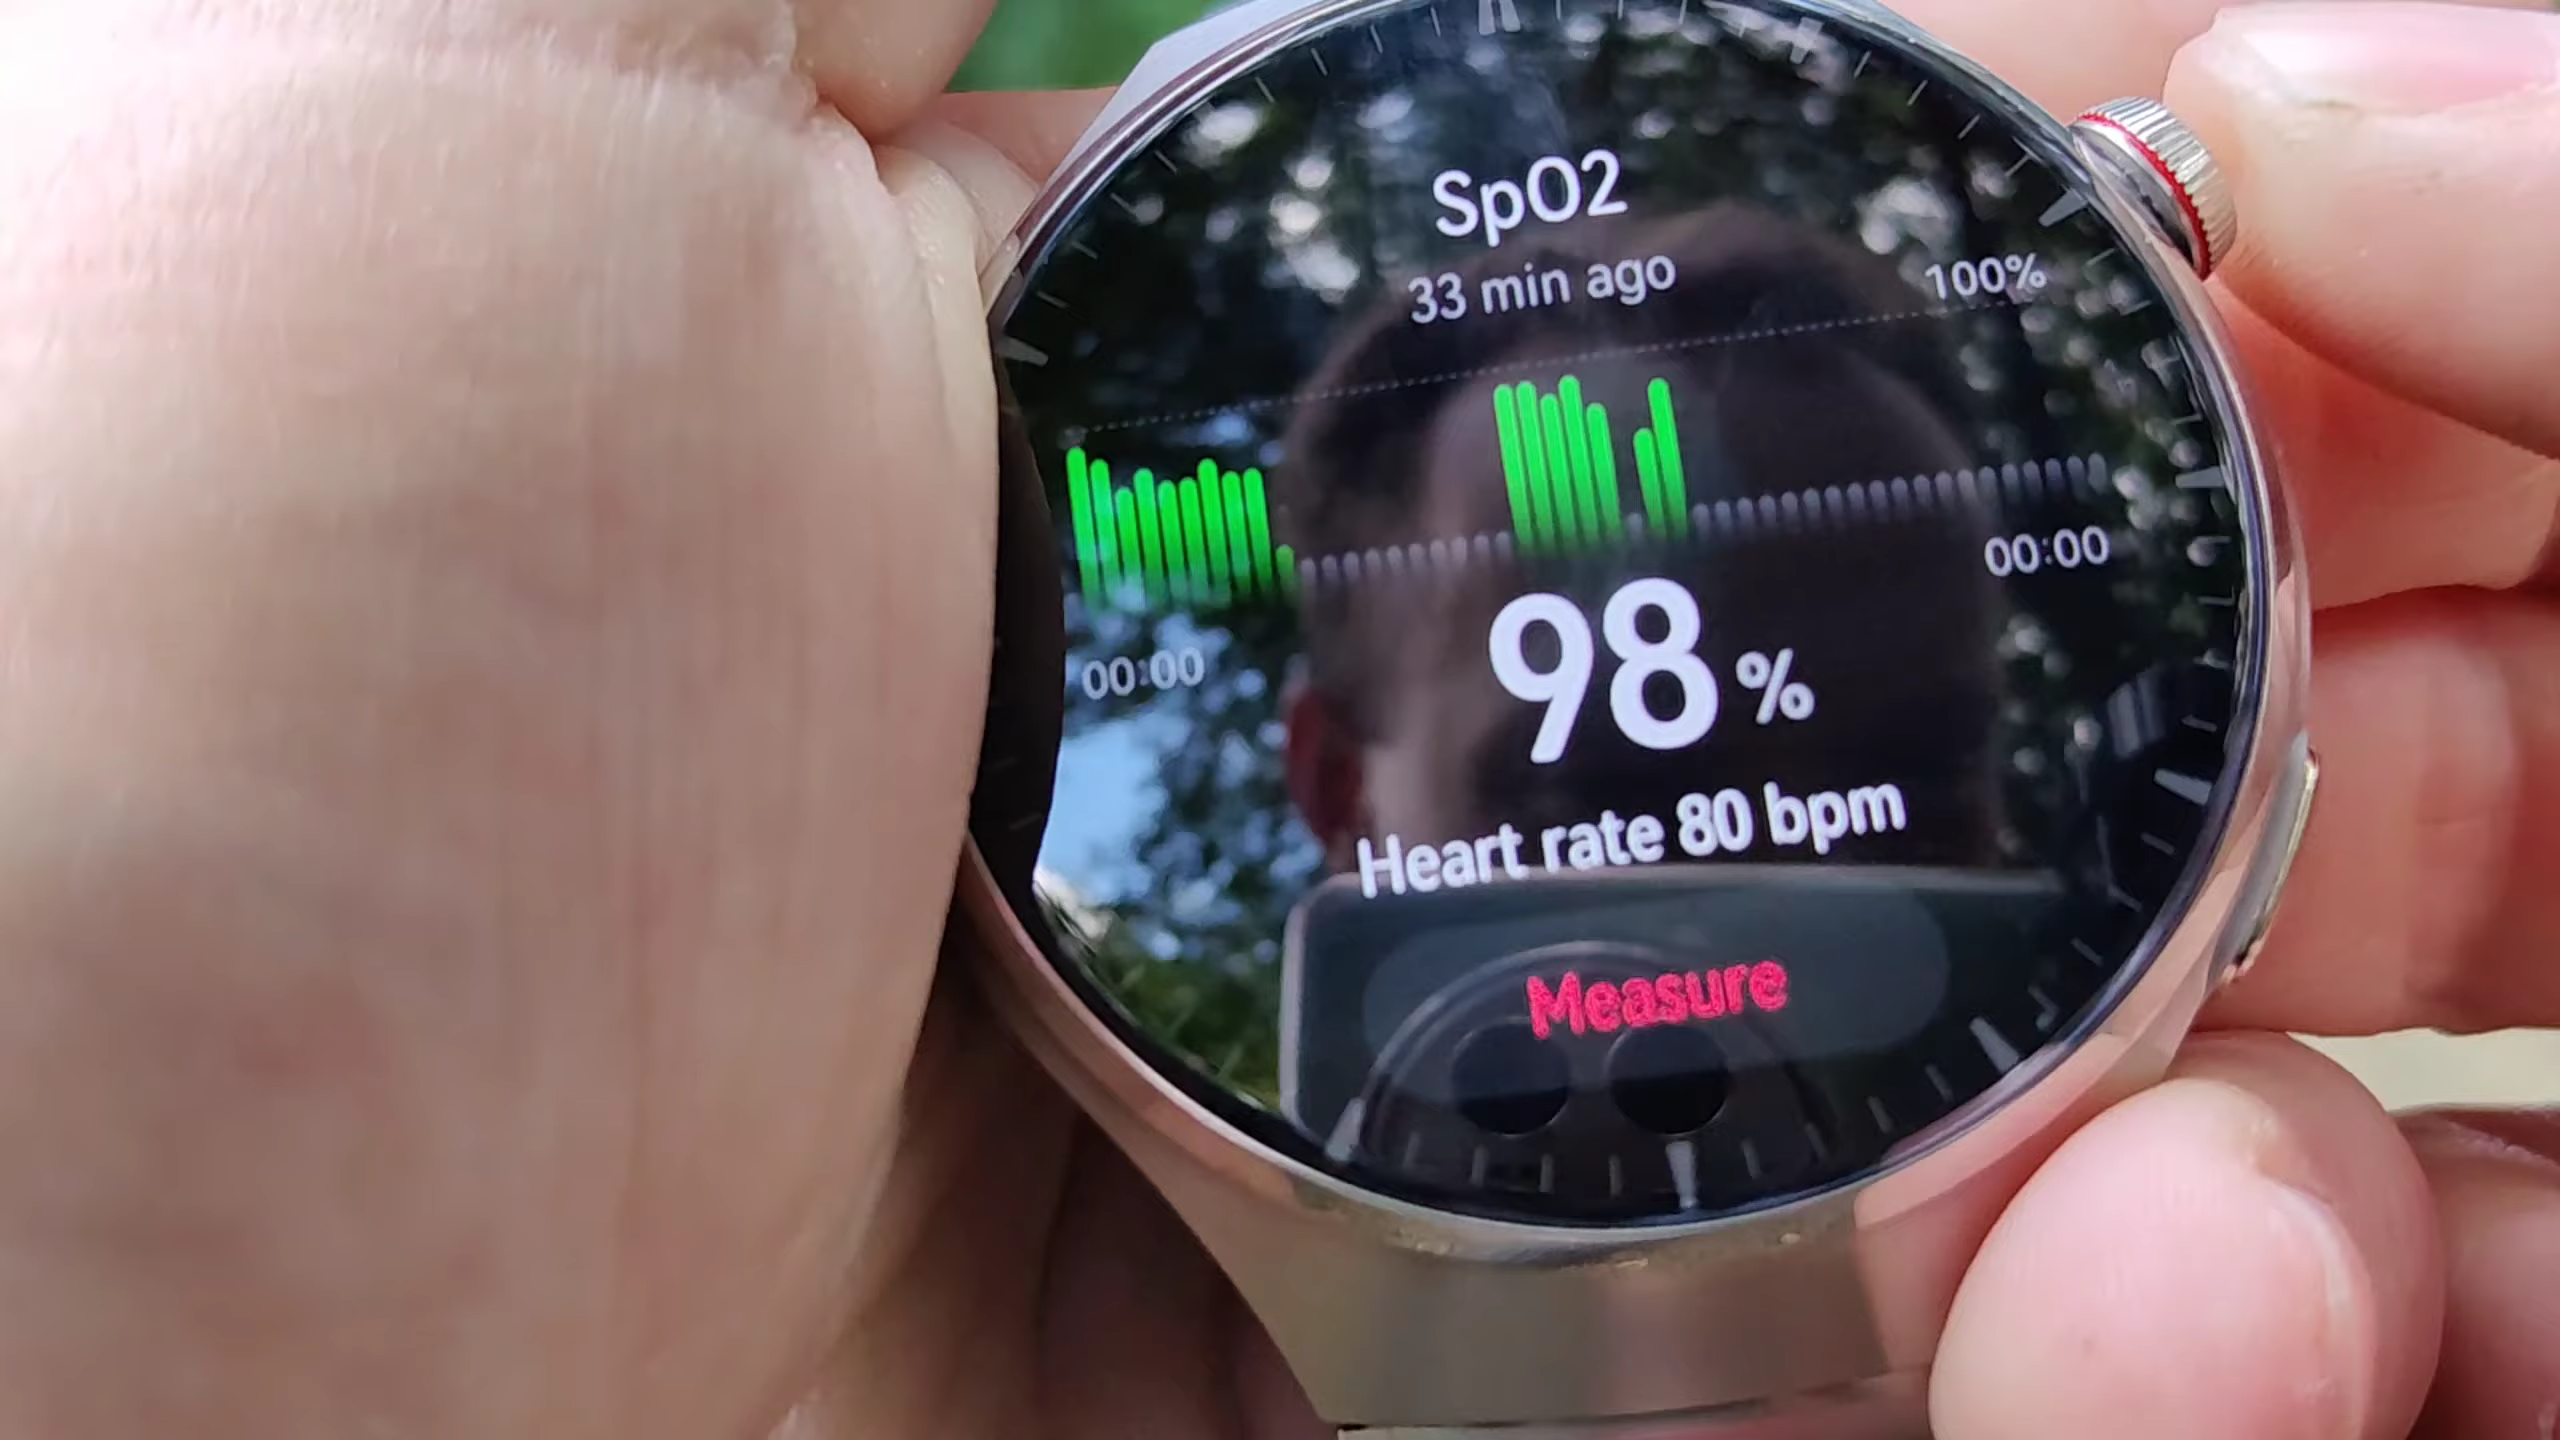 SpO2
33 min ago
100%
00:00
00:00
98 %
Heart rate 80 bpm
Measure